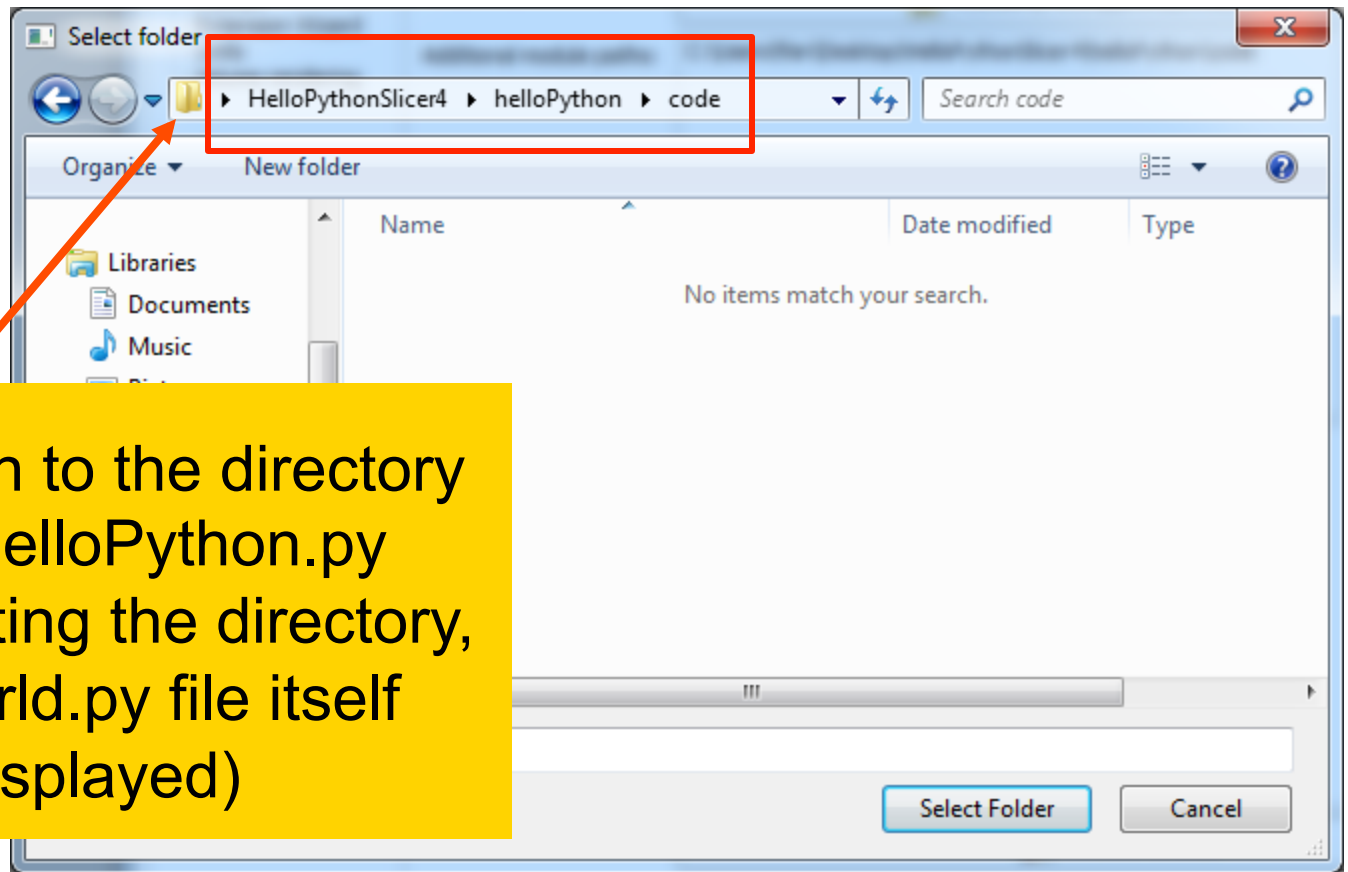 Select folder
HelloPythonSlicer4 helloPython code
Search code
Organize
New folder
Name
Date modified
Type
Libraries
Documents
Music
No items match your search.
n to the directory
elloPython.py
ting the directory,
rld.py file itself
splayed)
Select Folder
Cancel